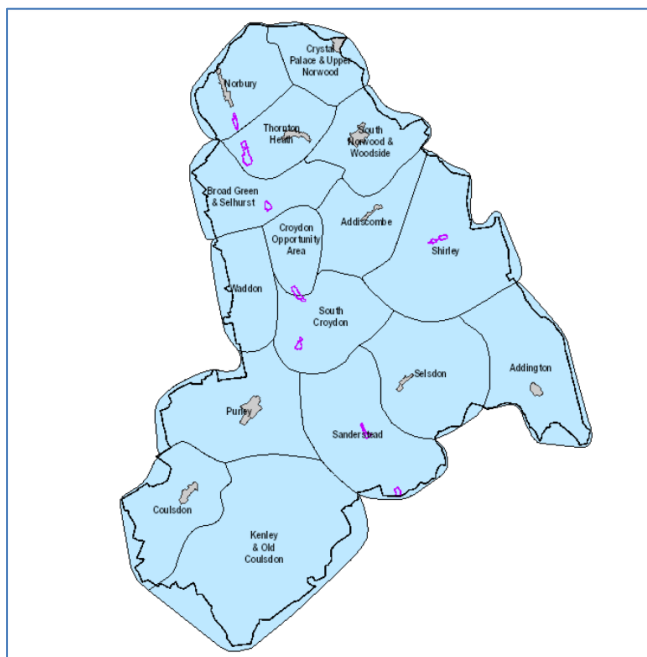 Crystal
Palace & Upper
Norwood
Norbury
Thornton
Heath
South
Norwood &
Woodside
Broad Green
& Selhurst
Croydon
Opportunity
Area
Addiscombe
Shirley
Waddon
South
Croydon
Selsdon
Addington
Purley
Sanderstead
Coulsdon
Kenley
& Old
Coulsdon